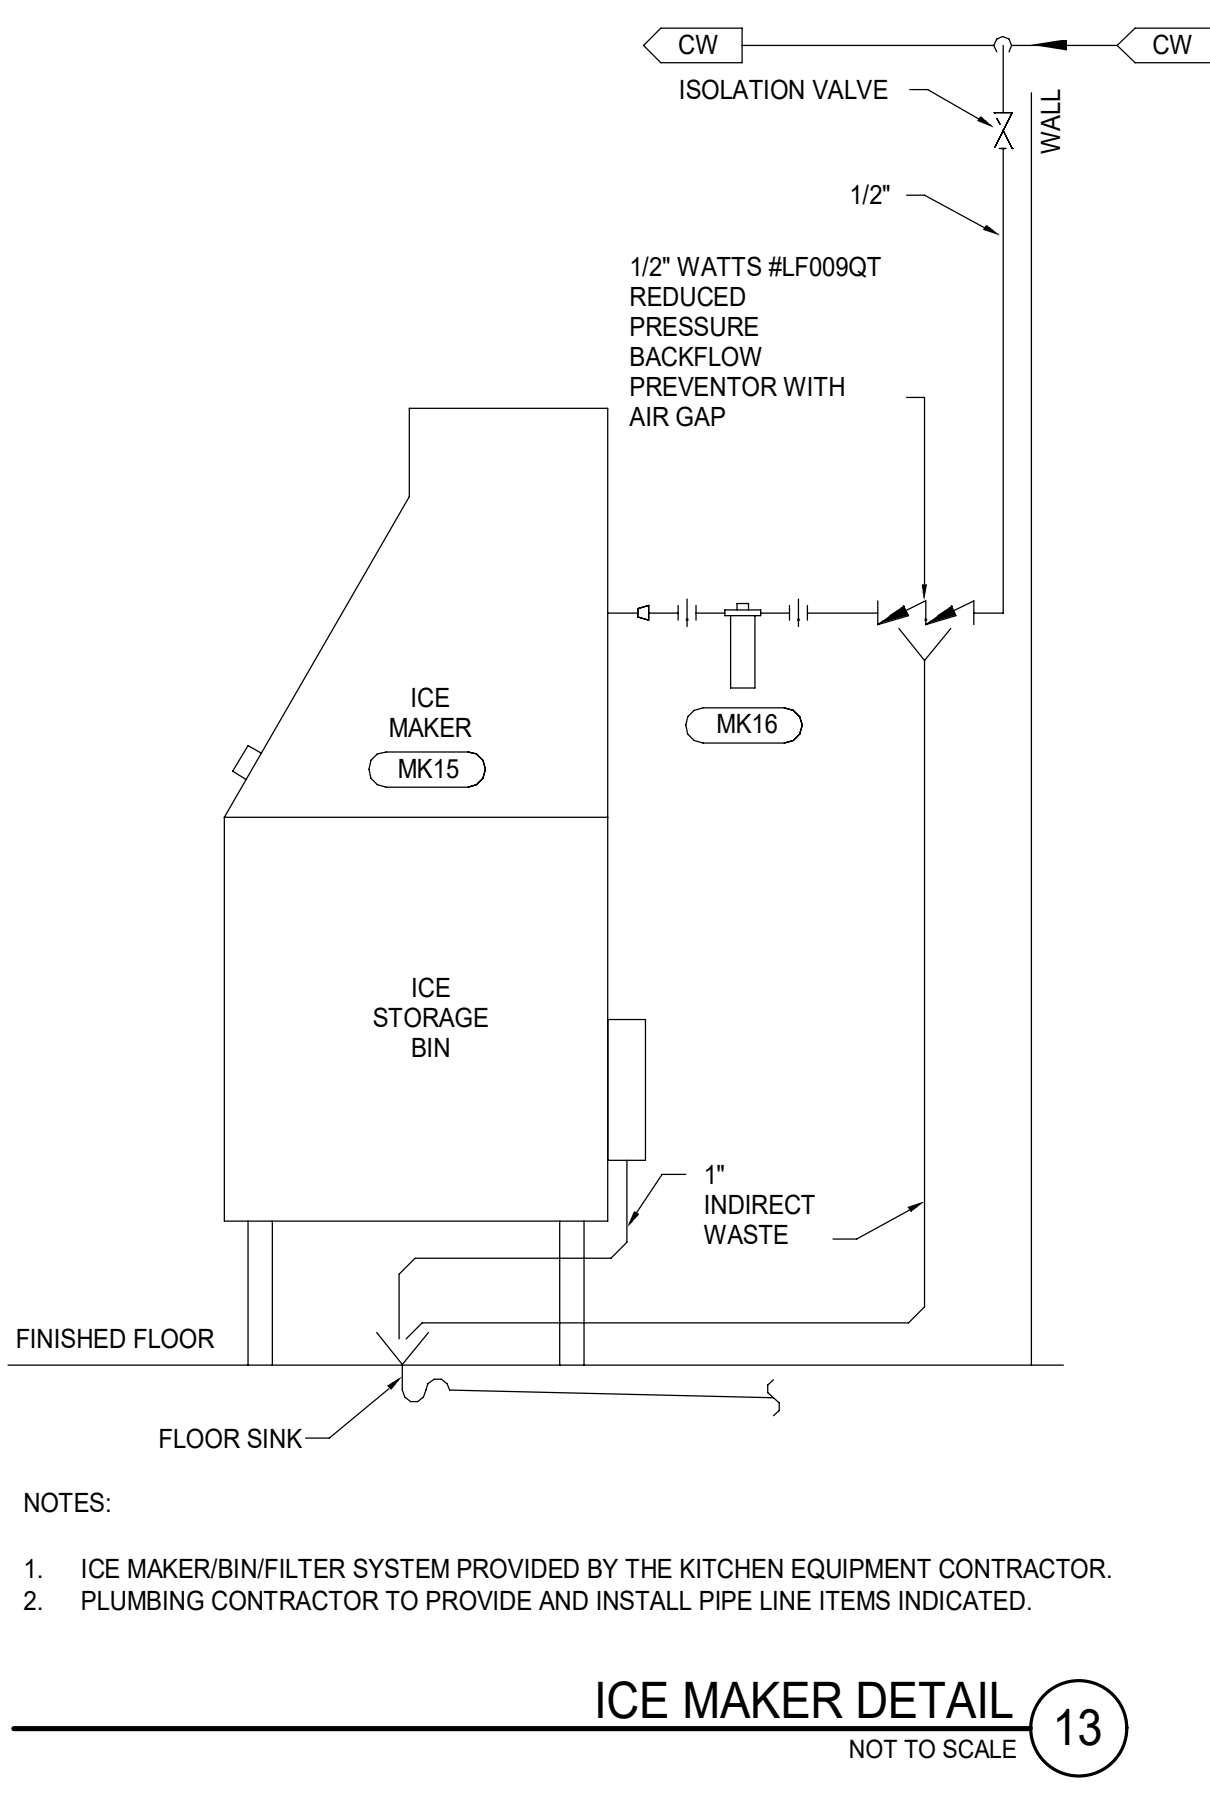 CW
CW
ISOLATION VALVE
WALL
1/2"
1/2" WATTS #LF009QT
REDUCED
PRESSURE
BACKFLOW
PREVENTOR WITH
AIR GAP
ICE
MAKER
MK15
MK16
ICE
STORAGE
BIN
1"
INDIRECT
WASTE
FINISHED FLOOR
FLOOR SINK
NOTES:
1. ICE MAKER/BIN/FILTER SYSTEM PROVIDED BY THE KITCHEN EQUIPMENT CONTRACTOR.
2. PLUMBING CONTRACTOR TO PROVIDE AND INSTALL PIPE LINE ITEMS INDICATED.
ICE MAKER DETAIL
13
NOT TO SCALE